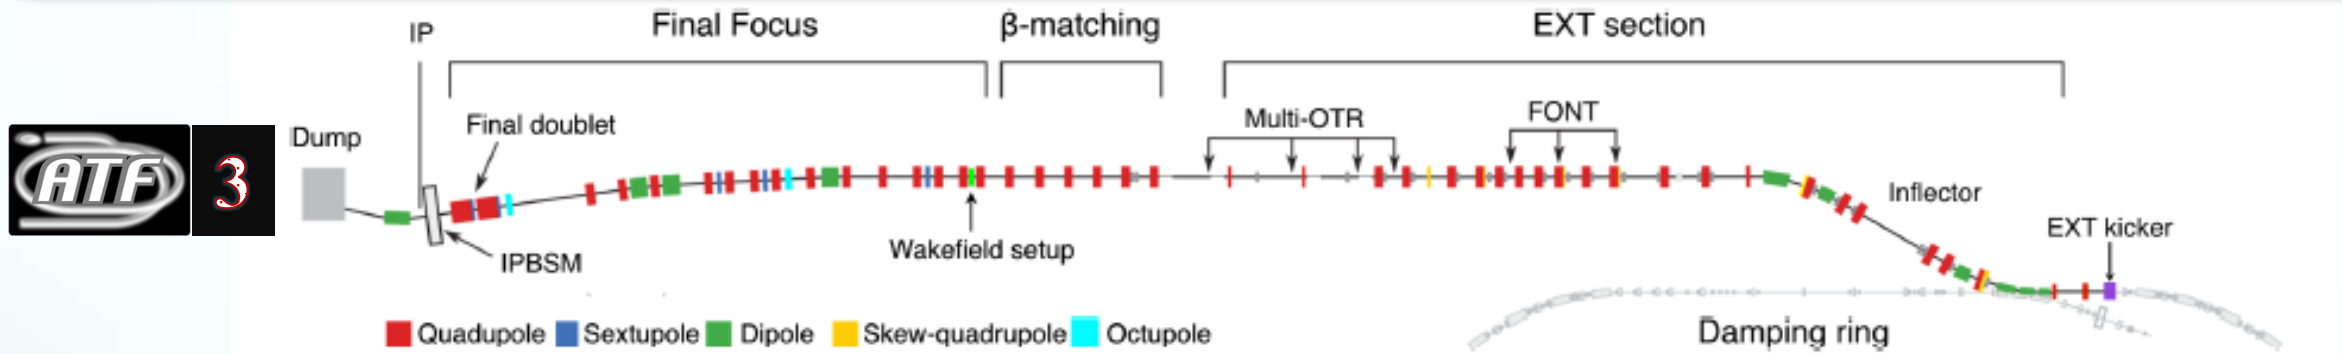 IP
Final Focus
β-matching
EXT section
Final doublet
Multi-OTR
FONT
Dump
ATF
3
Inflector
EXT kicker
Wakefield setup
IPBSM
Quadupole
Sextupole
Dipole
Skew-quadrupole
Octupole
Damping ring